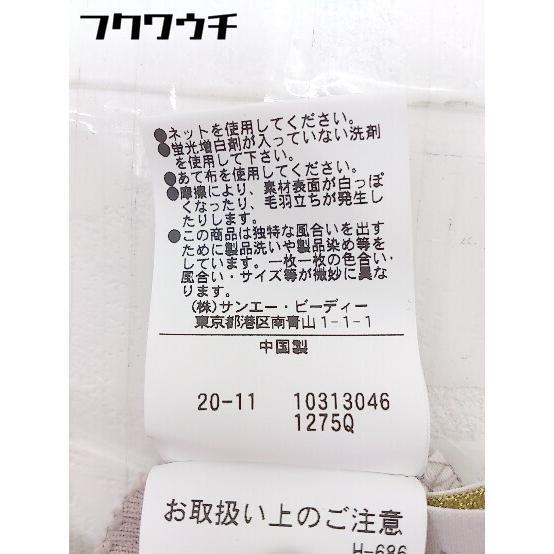 フクワウチ
●ネットを使用してください。
●蛍光増白剤が入っていない洗剤
を使用して下さい。
●あて布を使用してください。
●摩擦により、素材表面が白っぽ
くなったり、毛羽立ちが発生し
たりします。
●この商品は独特な風合いを出す
ために製品洗いや製品染め等を
しています。一枚一枚の色合い・
風合い・サイズ等が微妙に異な
ります。
(株)サンエー・ビーディー
東京都港区南青山1-1-1
中国製
20-11 10313046
1275Q
お取扱い上のご注意
H-686